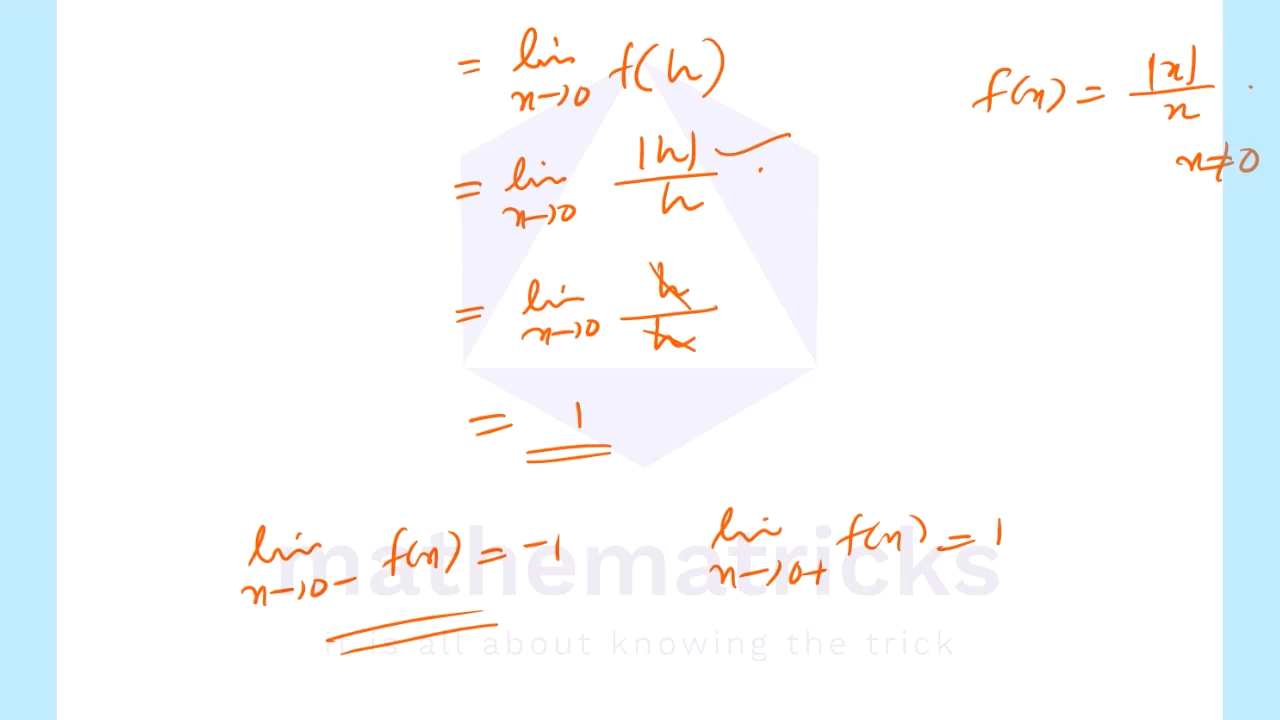 = lim x→0 f(h)
f(x) = |x|/x
x≠0
= lim x→0 |h|/h
= lim x→0 h/h
= 1
lim x→0- f(x) = -1 lim x→0+ f(x) = 1
mathematricks
it is all about knowing the trick